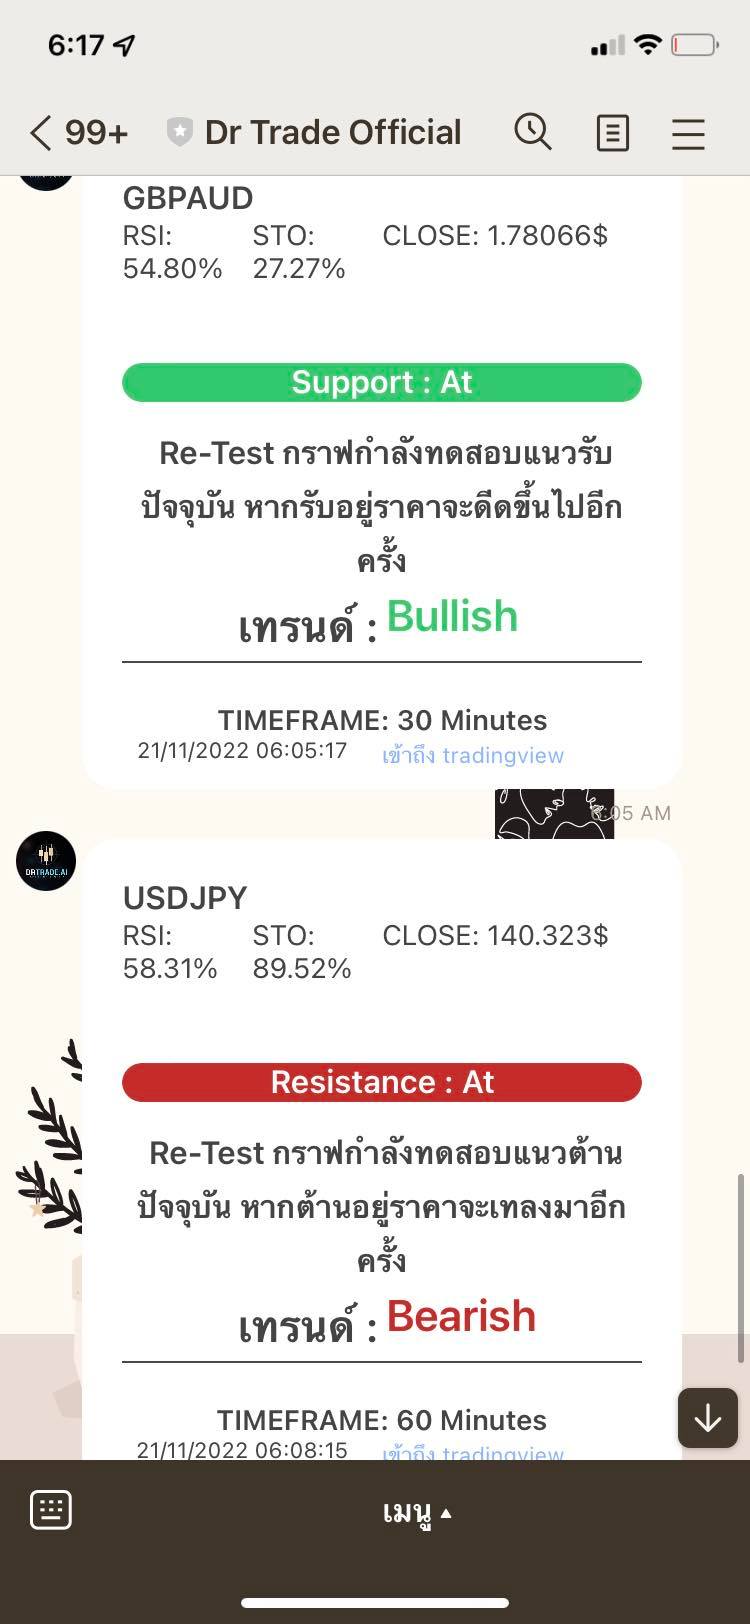 6:17
99+ Dr Trade Official
GBPAUD
RSI: STO: CLOSE: 1.78066$
54.80% 27.27%
Support : At
Re-Test กราฟกำลังทดสอบแนวรับ
ปัจจุบัน หากรับอยู่ราคาจะดีดขึ้นไปอีก
ครั้ง
เทรนด์ : Bullish
TIMEFRAME: 30 Minutes
21/11/2022 06:05:17 เข้าถึง tradingview
6:05 AM
DRTRADE.AI
USDJPY
RSI: STO: CLOSE: 140.323$
58.31% 89.52%
Resistance : At
Re-Test กราฟกำลังทดสอบแนวต้าน
ปัจจุบัน หากต้านอยู่ราคาจะเทลงมาอีก
ครั้ง
เทรนด์ : Bearish
TIMEFRAME: 60 Minutes
21/11/2022 06:08:15 เข้าถึง tradingview
เมนู